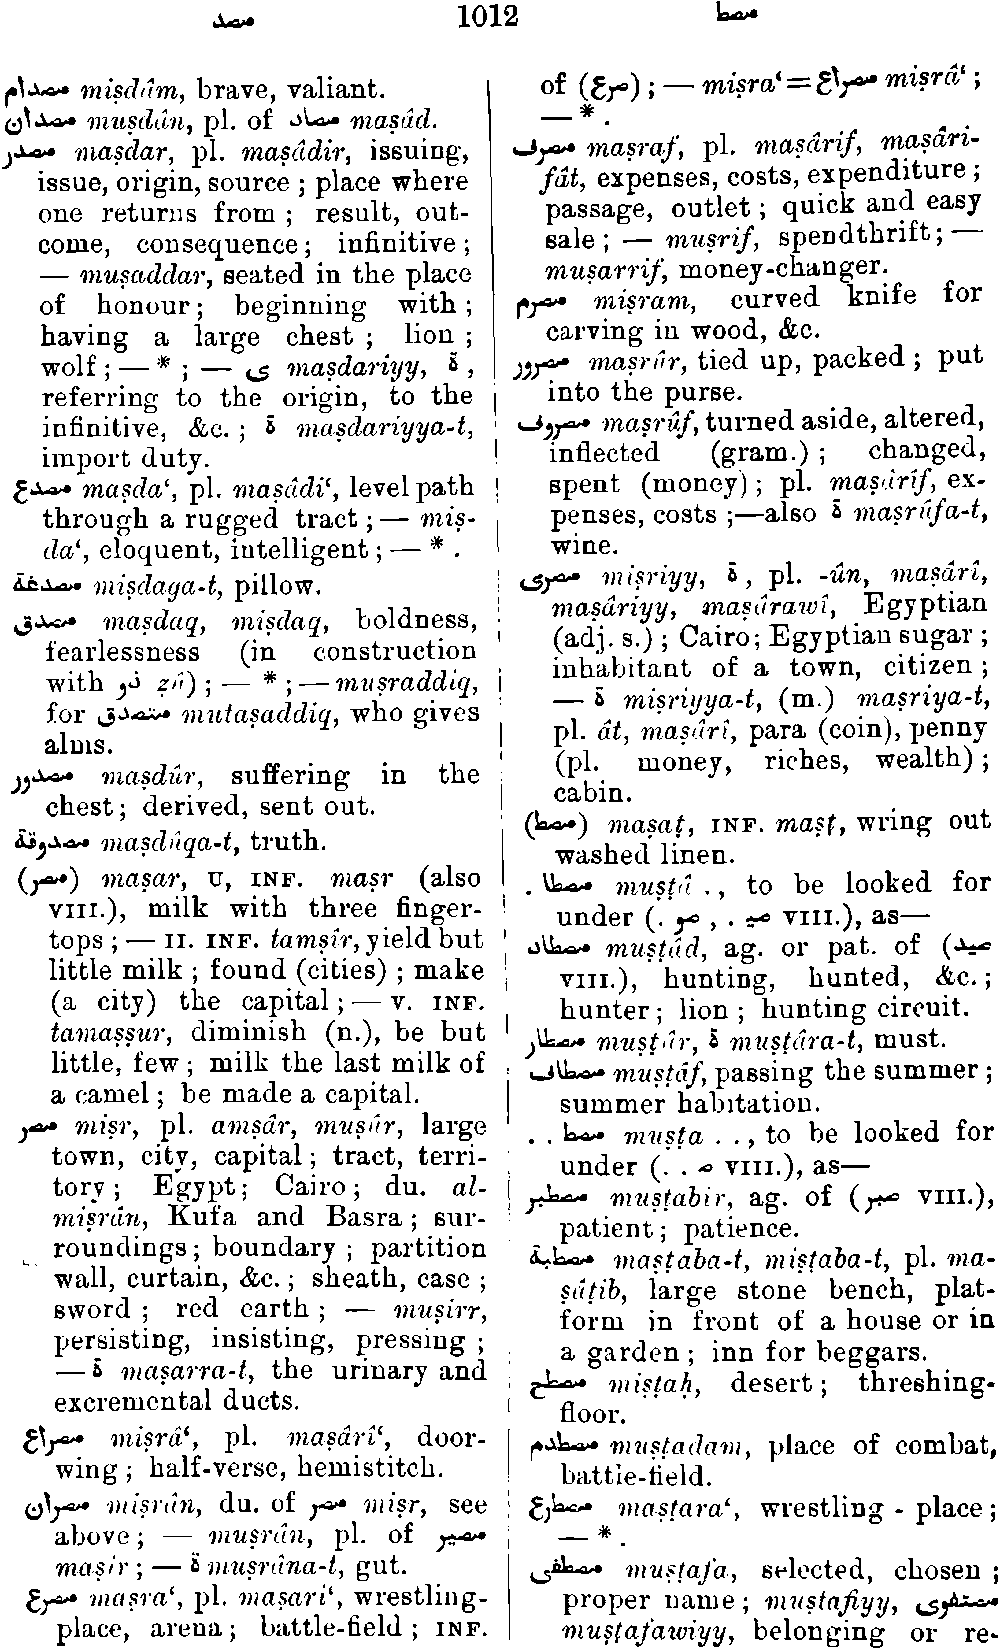 مصد 1012 مصط
مصدام miṣdâm, brave, valiant.
مصدان muṣdân, pl. of مصاد maṣâd.
مصدر maṣdar, pl. maṣâdir, issuing,
issue, origin, source ; place where
one returns from ; result, out-
come, consequence ; infinitive ;
— muṣaddar, seated in the place
of honour ; beginning with ;
having a large chest ; lion ;
wolf ; — * ; — ى maṣdariyy, ة ,
referring to the origin, to the
infinitive, &c. ; ة maṣdariyya-t,
import duty.
مصدع maṣda‘, pl. maṣâdi‘, level path
through a rugged tract ; — miṣ-
da‘, eloquent, intelligent ; — * .
مصدغة miṣdaga-t, pillow.
مصدق maṣdaq, miṣdaq, boldness,
fearlessness (in construction
with ذو ẕû) ; — * ; — muṣraddiq,
for متصدق mutaṣaddiq, who gives
alms.
مصدور maṣdûr, suffering in the
chest ; derived, sent out.
مصدوقة maṣdûqa-t, truth.
(مصر) maṣar, U, INF. maṣr (also
VIII.), milk with three finger-
tops ; — II. INF. tamṣîr, yield but
little milk ; found (cities) ; make
(a city) the capital ; — V. INF.
tamaṣṣur, diminish (n.), be but
little, few ; milk the last milk of
a camel ; be made a capital.
مصر miṣr, pl. amṣâr, muṣûr, large
town, city, capital ; tract, terri-
tory ; Egypt ; Cairo ; du. al-
miṣrân, Kufa and Basra ; sur-
roundings ; boundary ; partition
wall, curtain, &c. ; sheath, case ;
sword ; red earth ; — muṣirr,
persisting, insisting, pressing ;
— ة maṣarra-t, the urinary and
excremental ducts.
مصراع miṣrâ‘, pl. maṣârî‘, door-
wing ; half-verse, hemistitch.
مصران miṣrân, du. of مصر miṣr, see
above ; — muṣrân, pl. of مصير
maṣîr ; — ة muṣrâna-t, gut.
مصرع maṣra‘, pl. maṣari‘, wrestling-
place, arena ; battle-field ; INF.
of (صرع) ; — miṣra‘ = مصراع miṣrâ‘ ;
— * .
مصرف maṣraf, pl. maṣârif, maṣâri-
fât, expenses, costs, expenditure ;
passage, outlet ; quick and easy
sale ; — muṣrif, spendthrift ; —
muṣarrif, money-changer.
مصرم miṣram, curved knife for
carving in wood, &c.
مصرور maṣrûr, tied up, packed ; put
into the purse.
مصروف maṣrûf, turned aside, altered,
inflected (gram.) ; changed,
spent (money) ; pl. maṣârîf, ex-
penses, costs ;—also ة maṣrûfa-t,
wine.
مصرى miṣriyy, ة , pl. -ûn, maṣârî,
maṣâriyy, maṣârawî, Egyptian
(adj. s.) ; Cairo ; Egyptian sugar ;
inhabitant of a town, citizen ;
— ة miṣriyya-t, (m.) maṣriya-t,
pl. ât, maṣârî, para (coin), penny
(pl. money, riches, wealth) ;
cabin.
(مصط) maṣaṭ, INF. maṣṭ, wring out
washed linen.
. مصطا muṣṭâ ., to be looked for
under (. صو , . صي VIII.), as—
مصطاد muṣṭâd, ag. or pat. of (صيد
VIII.), hunting, hunted, &c. ;
hunter ; lion ; hunting circuit.
مصطار muṣṭâr, ة muṣṭâra-t, must.
مصطاف muṣṭâf, passing the summer ;
summer habitation.
. . مصط muṣṭa . ., to be looked for
under (. . ص VIII.), as—
مصطبر muṣṭabir, ag. of (صبر VIII.),
patient ; patience.
مصطبة maṣṭaba-t, miṣṭaba-t, pl. ma-
ṣâṭib, large stone bench, plat-
form in front of a house or in
a garden ; inn for beggars.
مصطح miṣṭaḥ, desert ; threshing-
floor.
مصطدم muṣṭadam, place of combat,
battle-field.
مصطرع maṣṭara‘, wrestling - place ;
— * .
مصطفى muṣṭafa, selected, chosen ;
proper name ; muṣtafiyy, مصتفوى
muṣṭafawiyy, belonging or re-